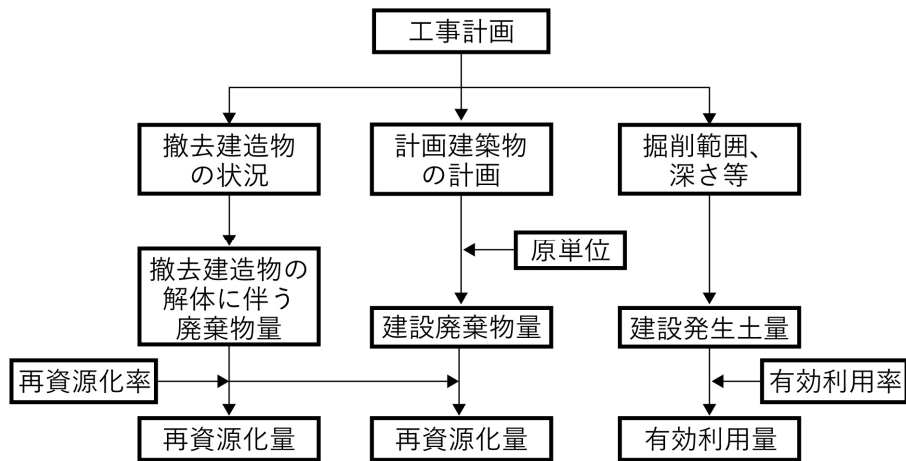 工事計画
撤去建造物
の状況
計画建築物
の計画
掘削範囲、
深さ等
原単位
撤去建造物の
解体に伴う
廃棄物量
建設廃棄物量
建設発生土量
再資源化率
有効利用率
再資源化量
再資源化量
有効利用量